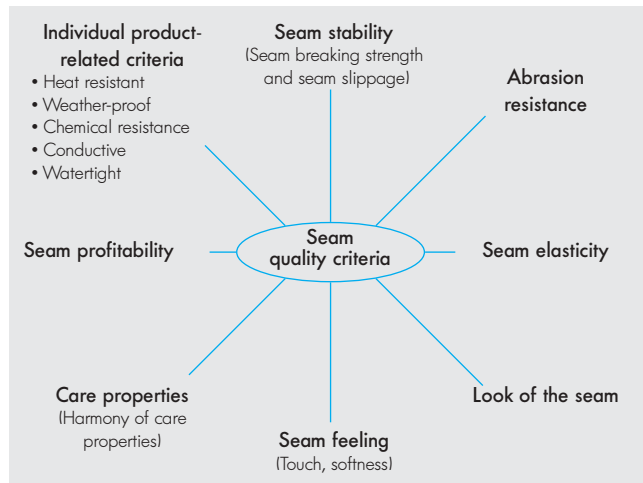 Individual product-
related criteria
• Heat resistant
• Weather-proof
• Chemical resistance
• Conductive
• Watertight
Seam stability
(Seam breaking strength
and seam slippage)
Abrasion
resistance
Seam profitability
Seam
quality criteria
Seam elasticity
Care properties
(Harmony of care
properties)
Seam feeling
(Touch, softness)
Look of the seam